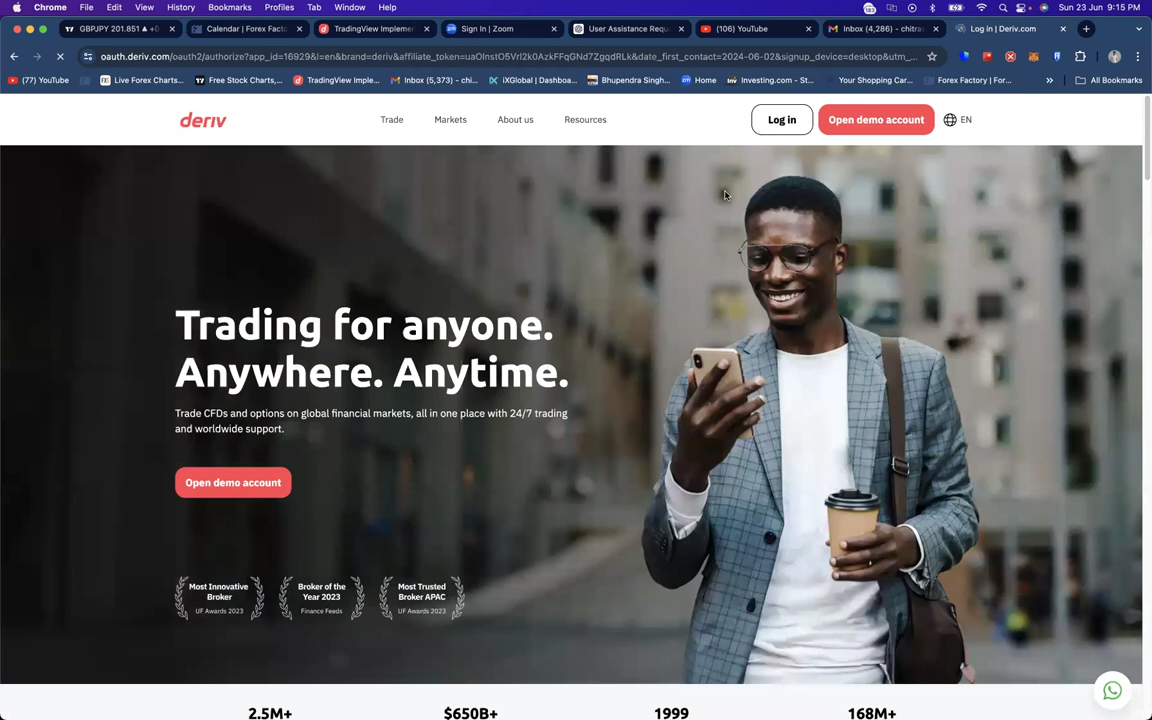 Chrome File Edit View History Bookmarks Profiles Tab Window Help Sun 23 Jun 9:15 PM
GBPJPY 201.851 ▲ +0 Calendar | Forex Fact TradingView Implemen Sign In | Zoom User Assistance Requ (106) YouTube Inbox (4,286) - chitras Log in | Deriv.com
oauth.deriv.com/oauth2/authorize?app_id=16929&l=en&brand=deriv&affiliate_token=uaOInstO5VrI2k0AzkFFqGNd7ZgqdRLk&date_first_contact=2024-06-02&signup_device=desktop&utm_...
(77) YouTube Live Forex Charts... Free Stock Charts,... TradingView Imple... Inbox (5,373) - chi... iXGlobal | Dashboa... Bhupendra Singh... Home Investing.com - St... Your Shopping Car... Forex Factory | For... » All Bookmarks
deriv Trade Markets About us Resources Log in Open demo account EN
Trading for anyone.
Anywhere. Anytime.
Trade CFDs and options on global financial markets, all in one place with 24/7 trading
and worldwide support.
Open demo account
Most Innovative
Broker
UF Awards 2023
Broker of the
Year 2023
Finance Feeds
Most Trusted
Broker APAC
UF Awards 2023
2.5M+ $650B+ 1999 168M+